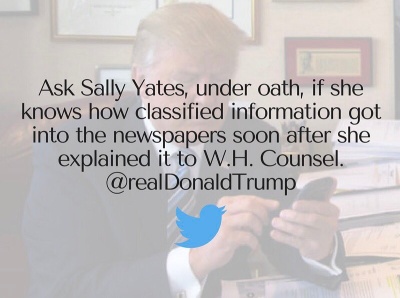 Ask Sally Yates, under oath, if she
knows how classified information got
into the newspapers soon after she
explained it to W.H. Counsel.
@realDonaldTrump